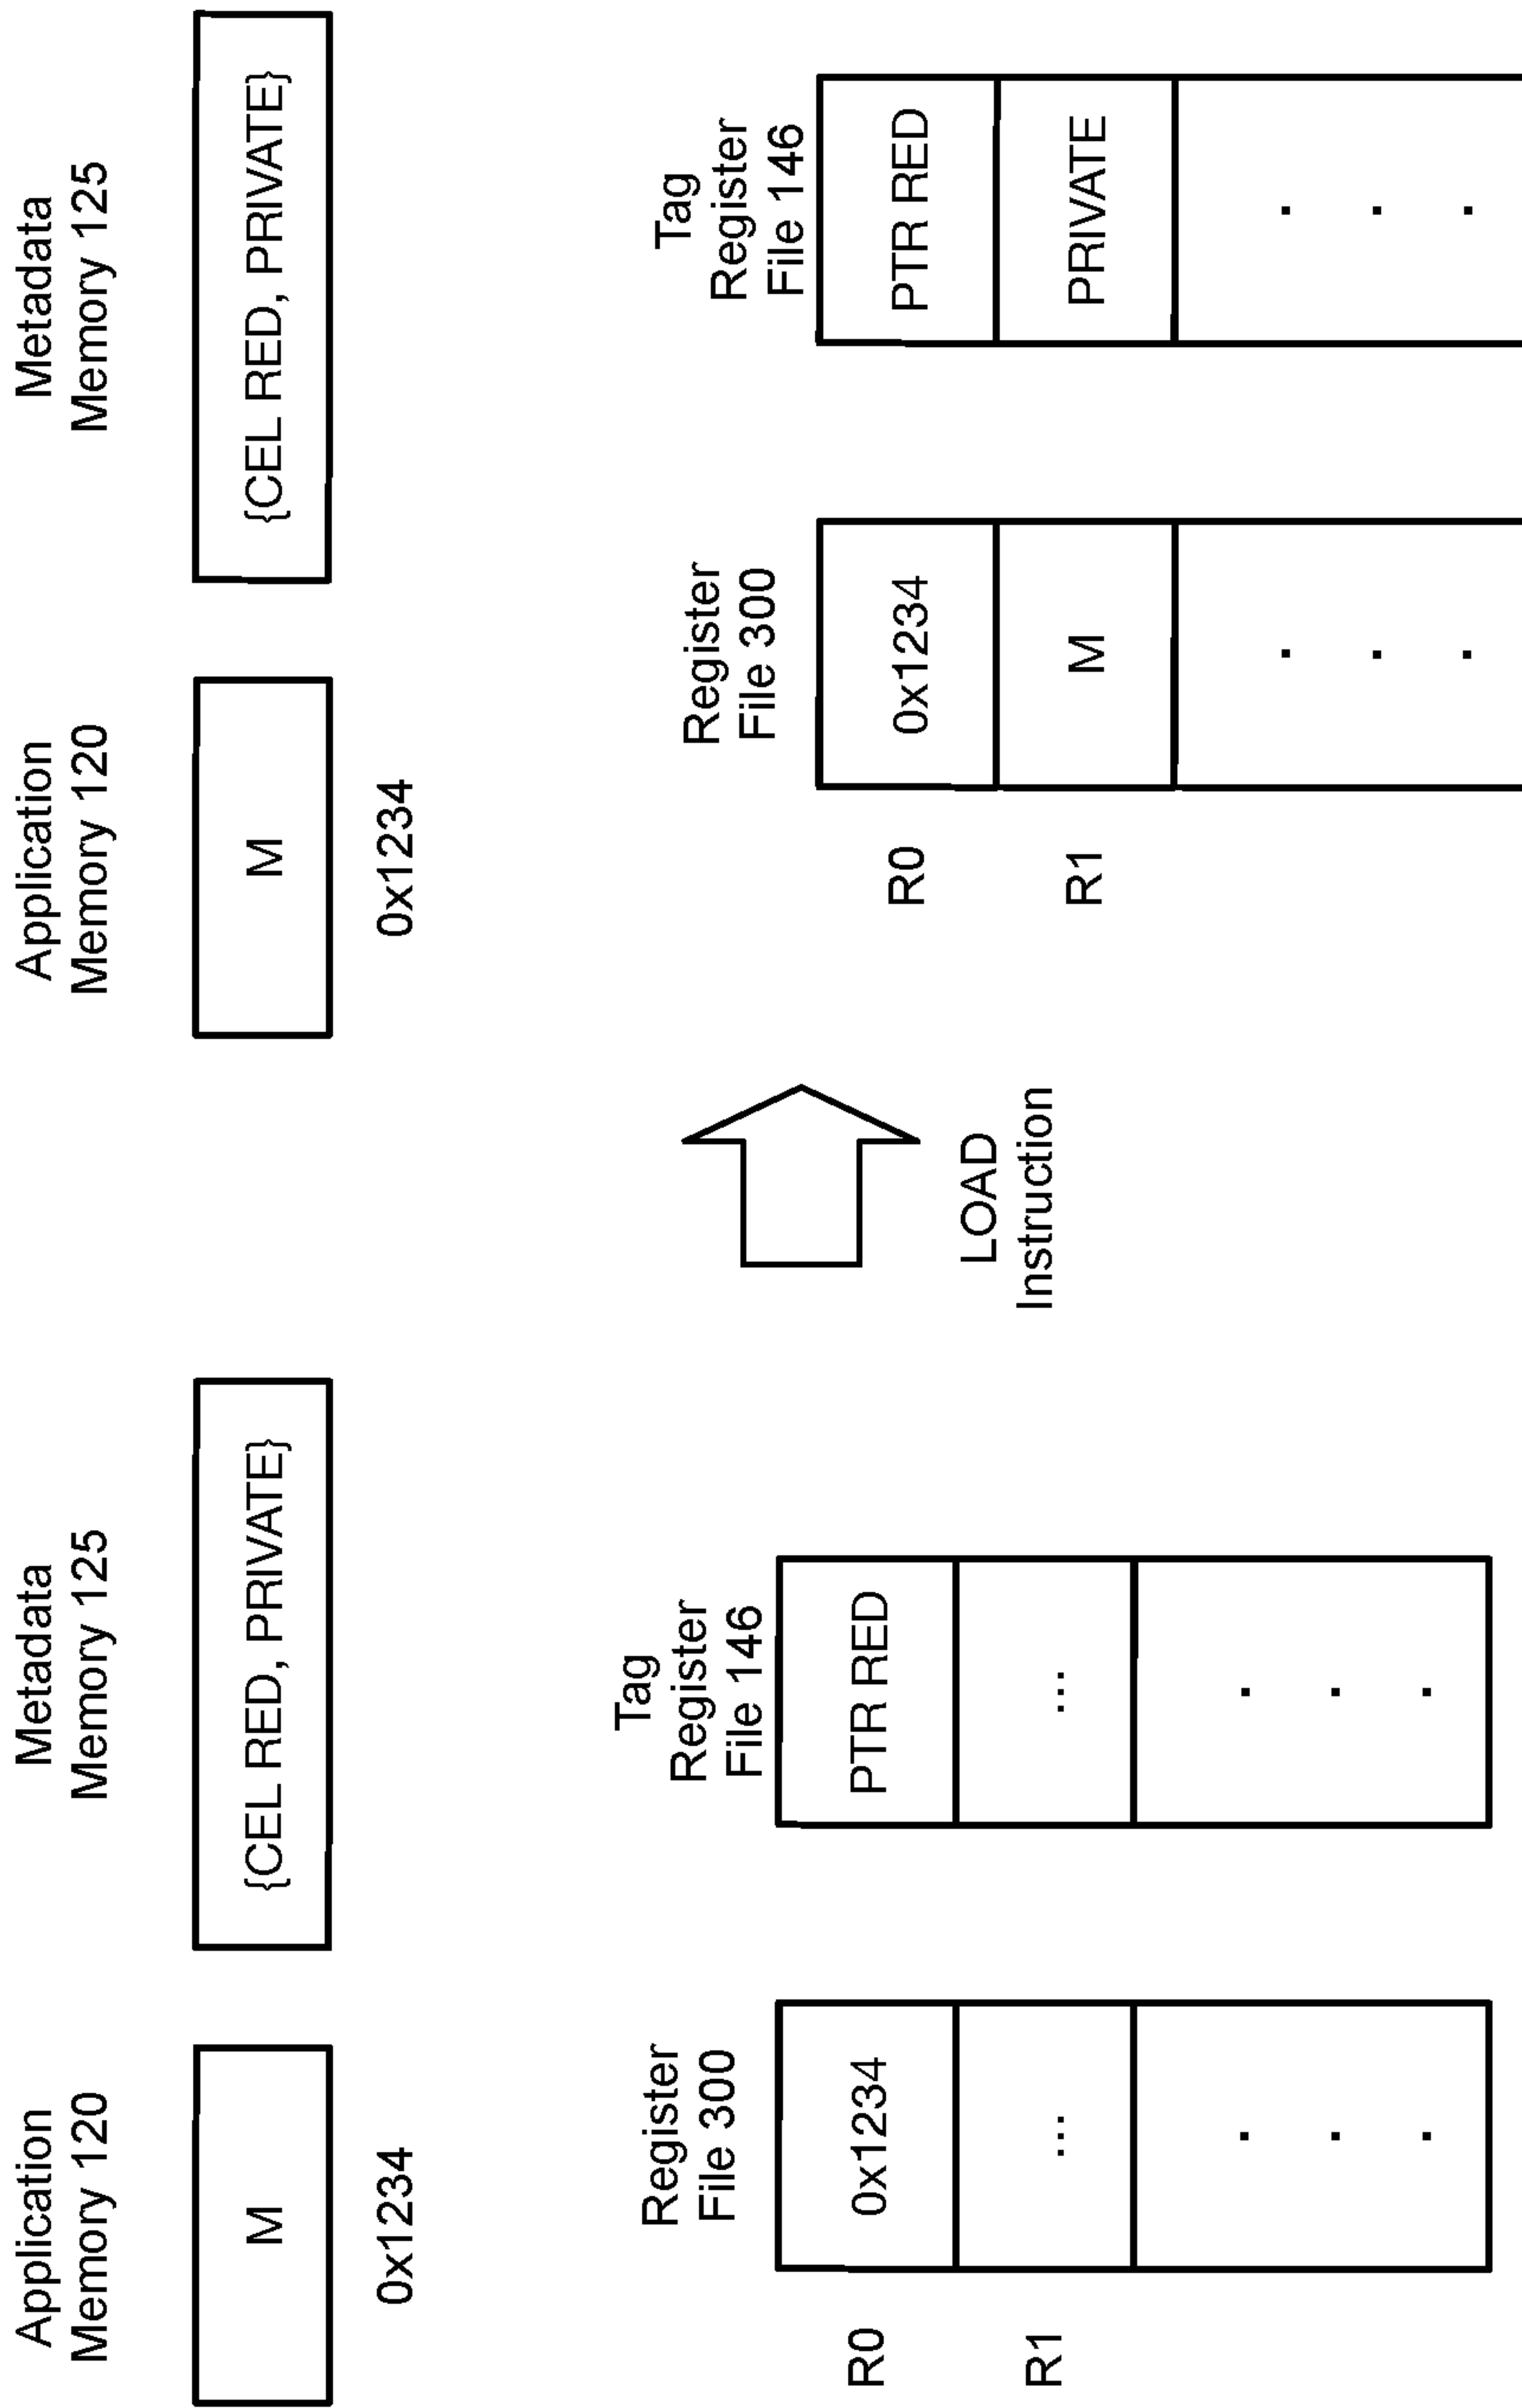 Application
Memory 120
Metadata
Memory 125
M
{CEL RED, PRIVATE}
0x1234
Register
File 300
Tag
Register
File 146
R0
0x1234
PTR RED
R1
...
...
.
.
.
.
.
.
LOAD
Instruction
Application
Memory 120
Metadata
Memory 125
M
{CEL RED, PRIVATE}
0x1234
Register
File 300
Tag
Register
File 146
R0
0x1234
PTR RED
R1
M
PRIVATE
.
.
.
.
.
.